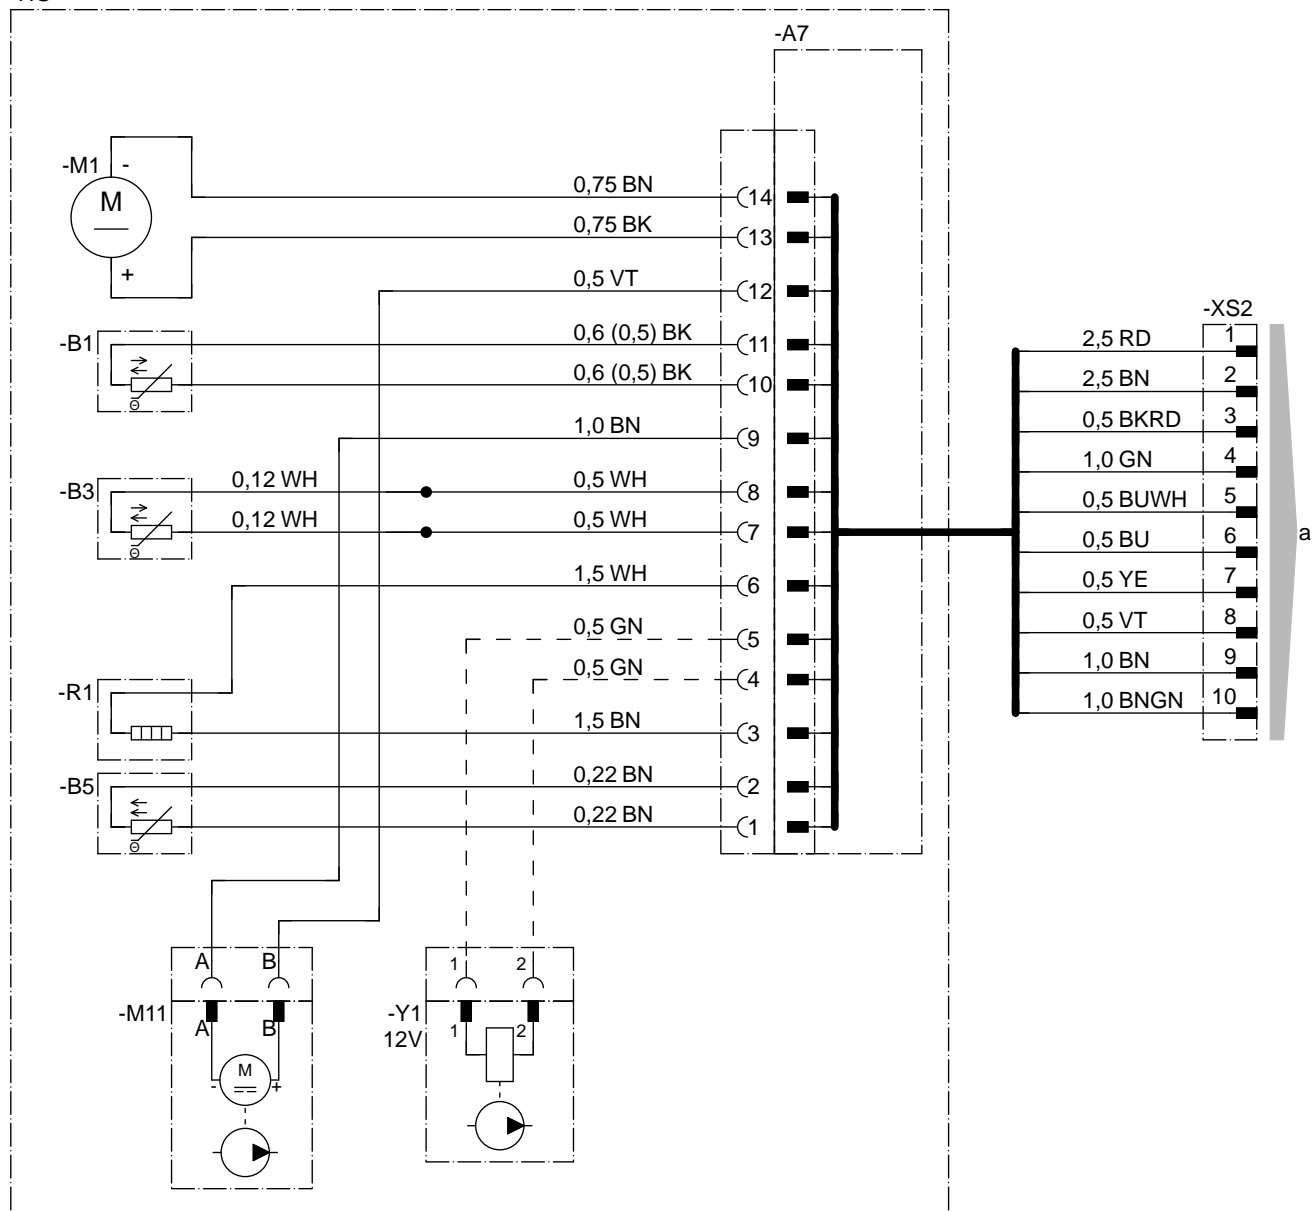 -A7
-M1 -
M
+
0,75 BN
14
0,75 BK
13
0,5 VT
12
-B1
0,6 (0,5) BK
11
0,6 (0,5) BK
10
Θ
1,0 BN
9
-B3
0,12 WH
0,5 WH
8
0,12 WH
0,5 WH
7
Θ
1,5 WH
6
0,5 GN
5
0,5 GN
4
-R1
1,5 BN
3
-B5
0,22 BN
2
0,22 BN
1
Θ
-XS2
2,5 RD 1
2,5 BN 2
0,5 BKRD 3
1,0 GN 4
0,5 BUWH 5
0,5 BU 6
0,5 YE 7
0,5 VT 8
1,0 BN 9
1,0 BNGN 10
a
A B
-M11
A B
M
- +
1 2
-Y1
12V
1 2